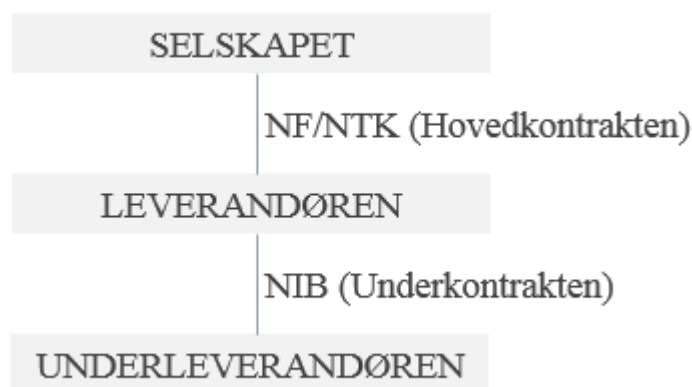 SELSKAPET
NF/NTK (Hovedkontrakten)
LEVERANDØREN
NIB (Underkontrakten)
UNDERLEVERANDØREN